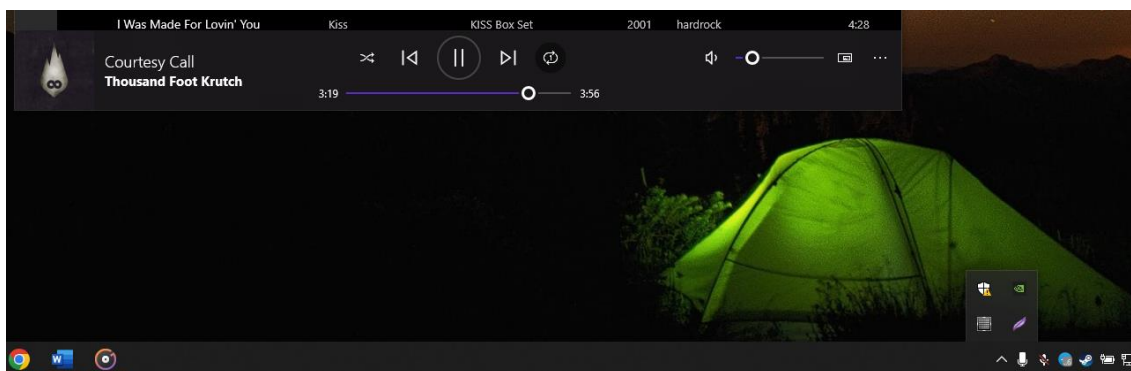 I Was Made For Lovin' You Kiss KISS Box Set 2001 hardrock 4:28
Courtesy Call
Thousand Foot Krutch
3:19 3:56